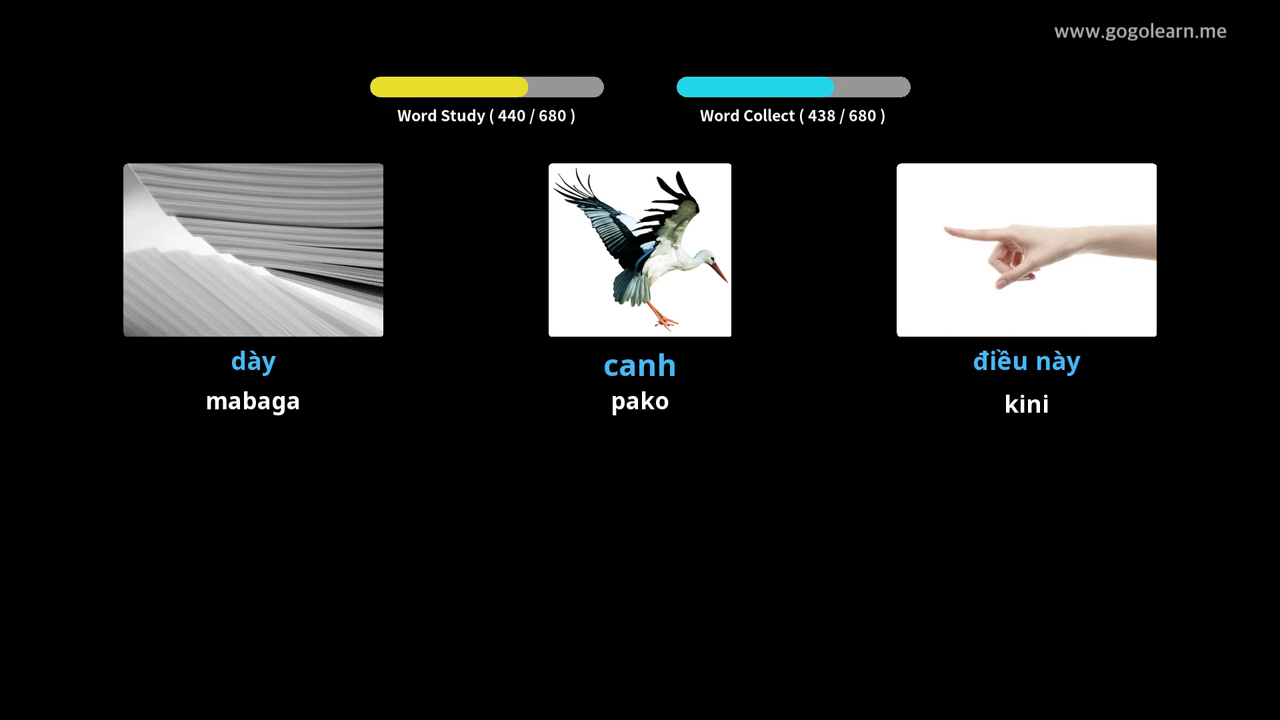 www.gogolearn.me
Word Study ( 440 / 680 )
Word Collect ( 438 / 680 )
dày
mabaga
canh
pako
điều này
kini